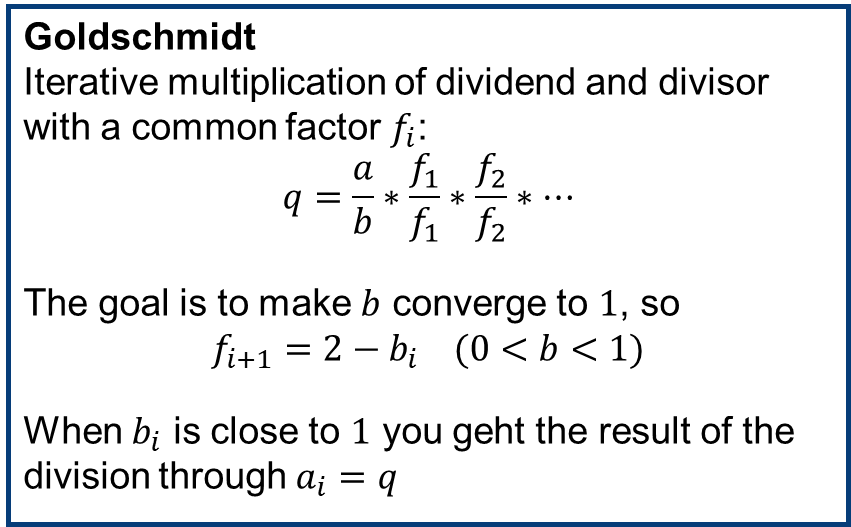 Goldschmidt
Iterative multiplication of dividend and divisor
with a common factor f_i:
q = a/b * f_1/f_1 * f_2/f_2 * ⋯
The goal is to make b converge to 1, so
f_{i+1} = 2 − b_i (0 < b < 1)
When b_i is close to 1 you geht the result of the
division through a_i = q